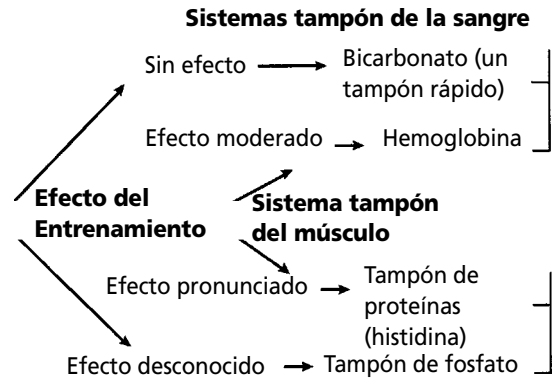 Sistemas tampón de la sangre
Sin efecto
Bicarbonato (un
tampón rápido)
Efecto moderado
Hemoglobina
Efecto del
Entrenamiento
Sistema tampón
del músculo
Efecto pronunciado
Tampón de
proteínas
(histidina)
Efecto desconocido
Tampón de fosfato